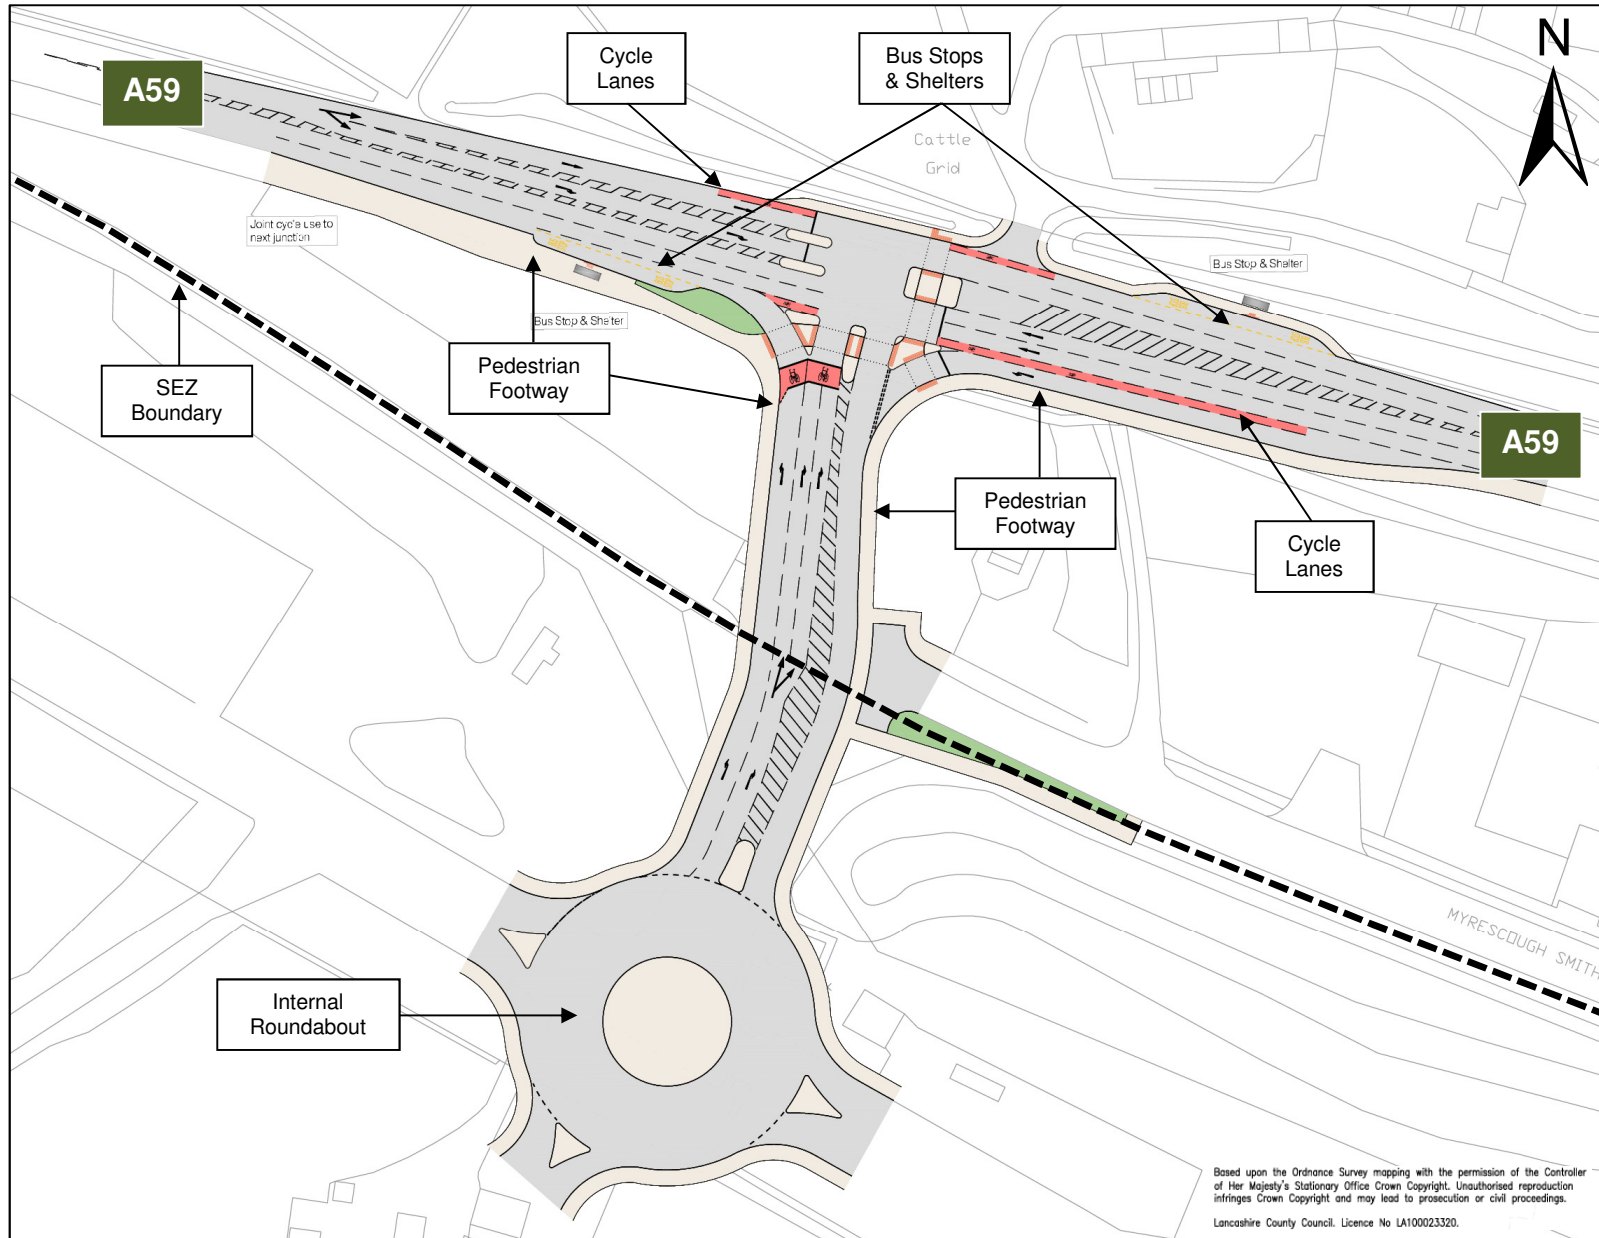 N
Cycle
Lanes
Bus Stops
& Shelters
A59
Cattle
Grid
Joint cycle use to
next junction
Bus Stop & Shelter
Bus Stop & Shelter
Pedestrian
Footway
SEZ
Boundary
A59
Pedestrian
Footway
Cycle
Lanes
MYRESCOUGH SMITH
Internal
Roundabout
Based upon the Ordnance Survey mapping with the permission of the Controller
of Her Majesty's Stationary Office Crown Copyright. Unauthorised reproduction
infringes Crown Copyright and may lead to prosecution or civil proceedings.
Lancashire County Council. Licence No LA100023320.